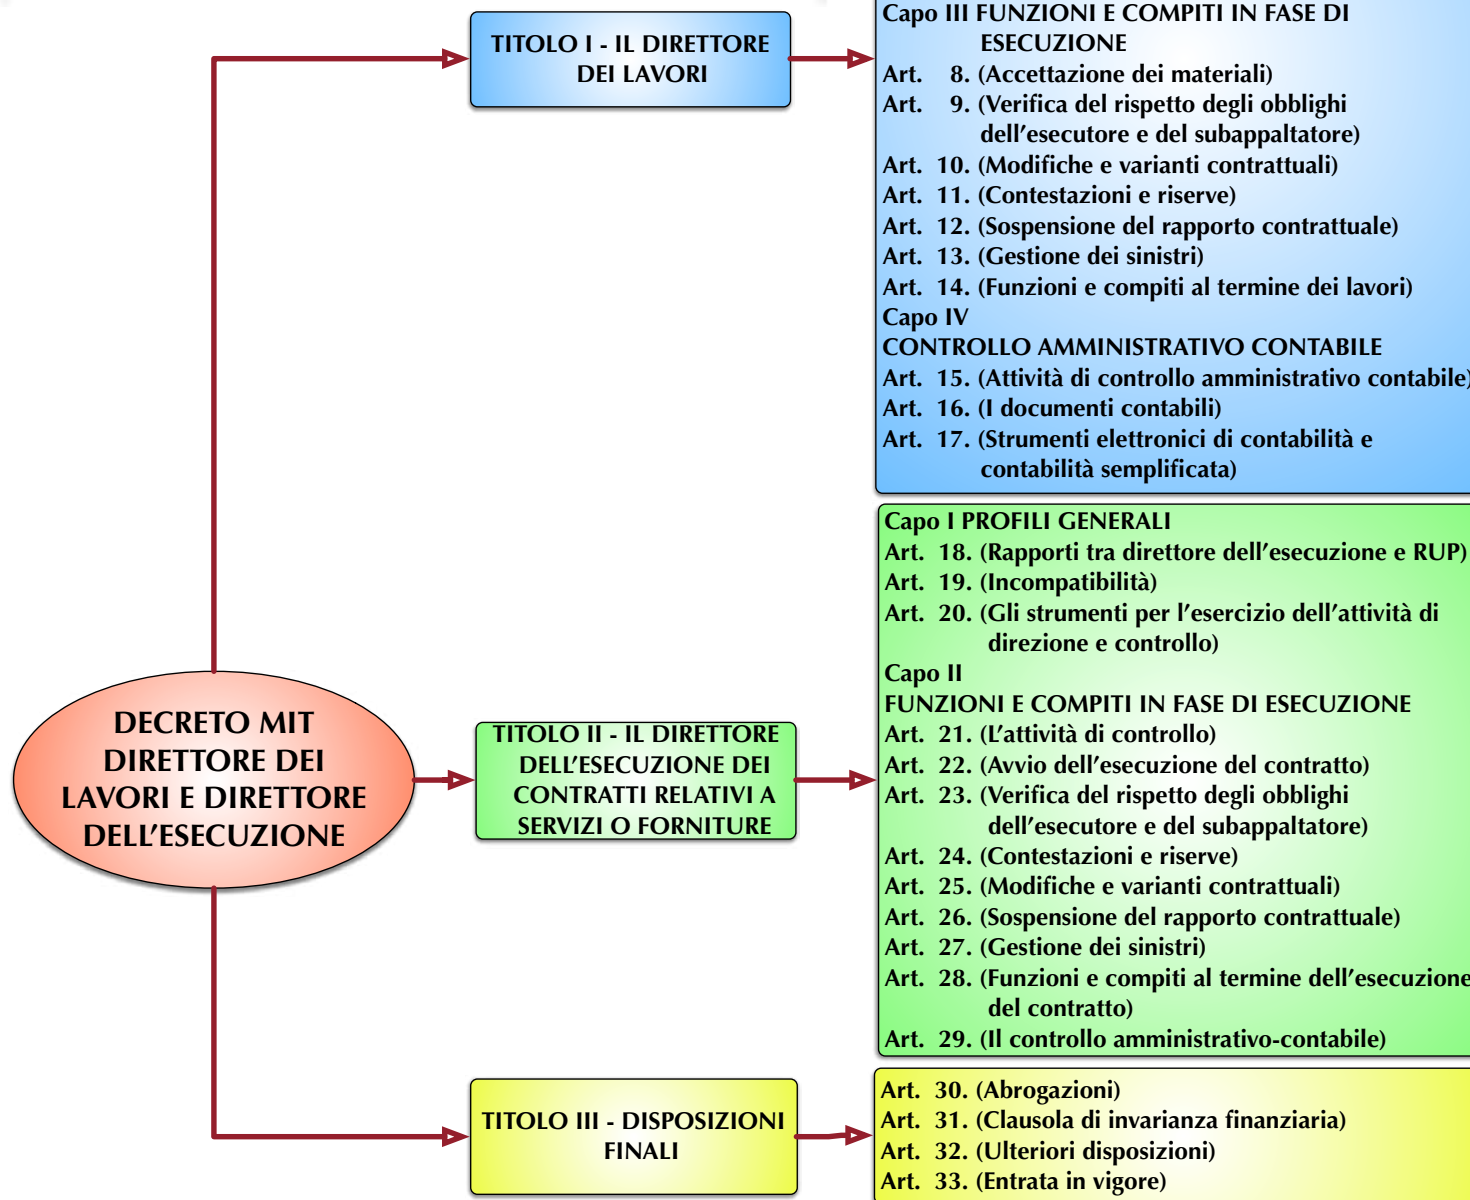 TITOLO I - IL DIRETTORE
DEI LAVORI
Capo III FUNZIONI E COMPITI IN FASE DI
ESECUZIONE
Art. 8. (Accettazione dei materiali)
Art. 9. (Verifica del rispetto degli obblighi
dell'esecutore e del subappaltatore)
Art. 10. (Modifiche e varianti contrattuali)
Art. 11. (Contestazioni e riserve)
Art. 12. (Sospensione del rapporto contrattuale)
Art. 13. (Gestione dei sinistri)
Art. 14. (Funzioni e compiti al termine dei lavori)
Capo IV
CONTROLLO AMMINISTRATIVO CONTABILE
Art. 15. (Attività di controllo amministrativo contabile)
Art. 16. (I documenti contabili)
Art. 17. (Strumenti elettronici di contabilità e
contabilità semplificata)
DECRETO MIT
DIRETTORE DEI
LAVORI E DIRETTORE
DELL'ESECUZIONE
TITOLO II - IL DIRETTORE
DELL'ESECUZIONE DEI
CONTRATTI RELATIVI A
SERVIZI O FORNITURE
Capo I PROFILI GENERALI
Art. 18. (Rapporti tra direttore dell'esecuzione e RUP)
Art. 19. (Incompatibilità)
Art. 20. (Gli strumenti per l'esercizio dell'attività di
direzione e controllo)
Capo II
FUNZIONI E COMPITI IN FASE DI ESECUZIONE
Art. 21. (L'attività di controllo)
Art. 22. (Avvio dell'esecuzione del contratto)
Art. 23. (Verifica del rispetto degli obblighi
dell'esecutore e del subappaltatore)
Art. 24. (Contestazioni e riserve)
Art. 25. (Modifiche e varianti contrattuali)
Art. 26. (Sospensione del rapporto contrattuale)
Art. 27. (Gestione dei sinistri)
Art. 28. (Funzioni e compiti al termine dell'esecuzione
del contratto)
Art. 29. (Il controllo amministrativo-contabile)
TITOLO III - DISPOSIZIONI
FINALI
Art. 30. (Abrogazioni)
Art. 31. (Clausola di invarianza finanziaria)
Art. 32. (Ulteriori disposizioni)
Art. 33. (Entrata in vigore)